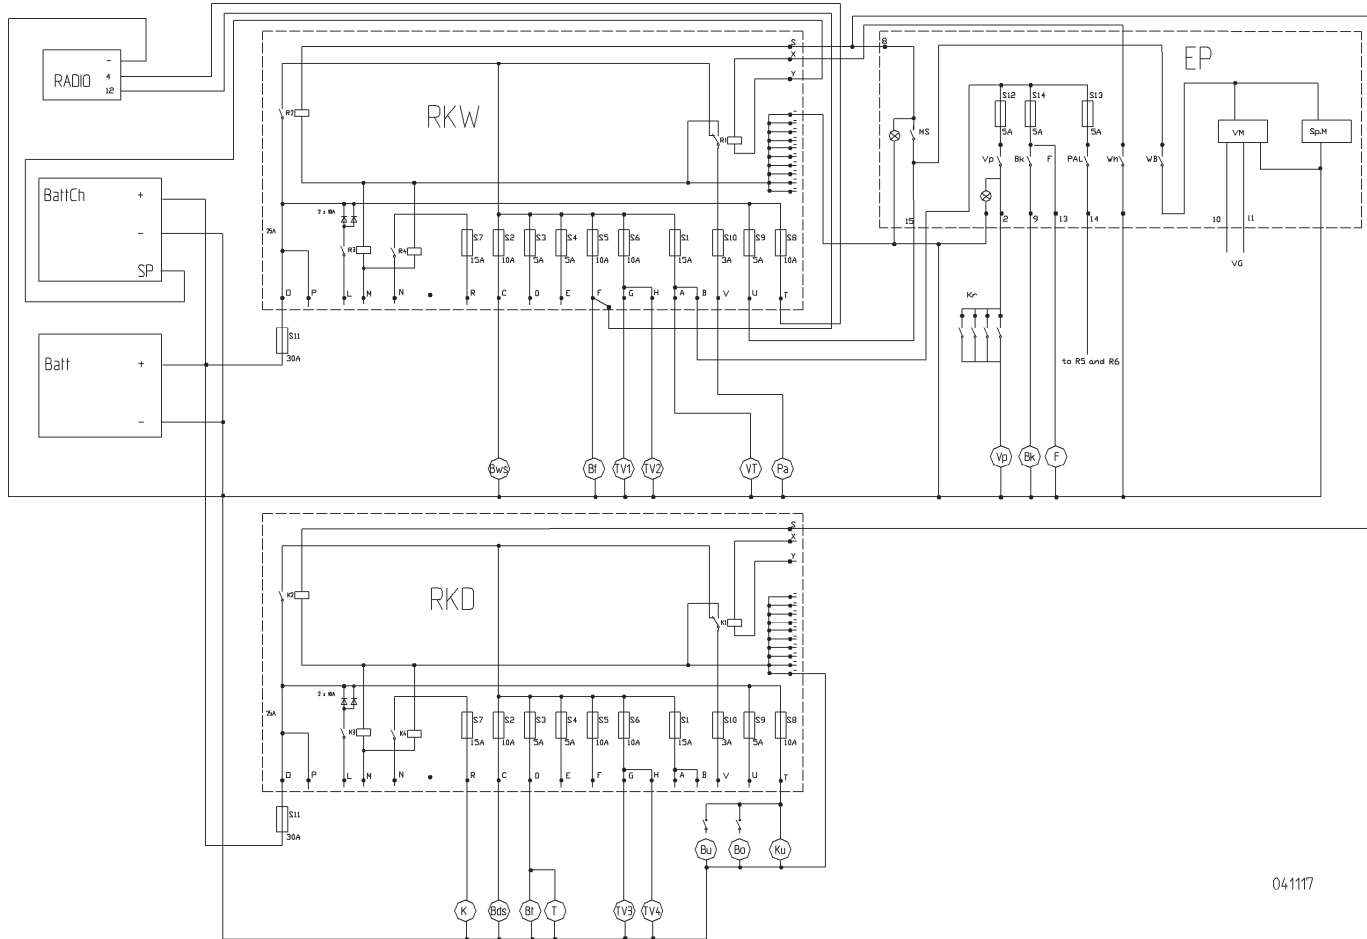 RADIO
-
4
12
RKW
S
X
Y
R2
R1
BattCh
+
-
SP
25A
2 x 10A
R3
R4
S7
15A
S2
10A
S3
5A
S4
5A
S5
10A
S6
10A
S1
15A
S10
3A
S9
5A
S8
10A
O
P
L
M
N
R
C
D
E
F
G
H
A
B
V
U
T
S11
30A
Batt
+
-
Bws
Bf
TV1
TV2
VT
Pa
EP
8
MS
S12
5A
S14
5A
S13
5A
Vp
Bk
F
PAL
Wh
WB
VM
Sp.M
15
2
9
13
14
10
11
VG
Kr
to R5 and R6
Vp
Bk
F
RKD
S
X
Y
K2
K1
25A
2 x 10A
K3
K4
S7
15A
S2
10A
S3
5A
S4
5A
S5
10A
S6
10A
S1
15A
S10
3A
S9
5A
S8
10A
O
P
L
M
N
R
C
D
E
F
G
H
A
B
V
U
T
S11
30A
Bu
Bo
Ku
K
Bds
Bt
T
TV3
TV4
041117